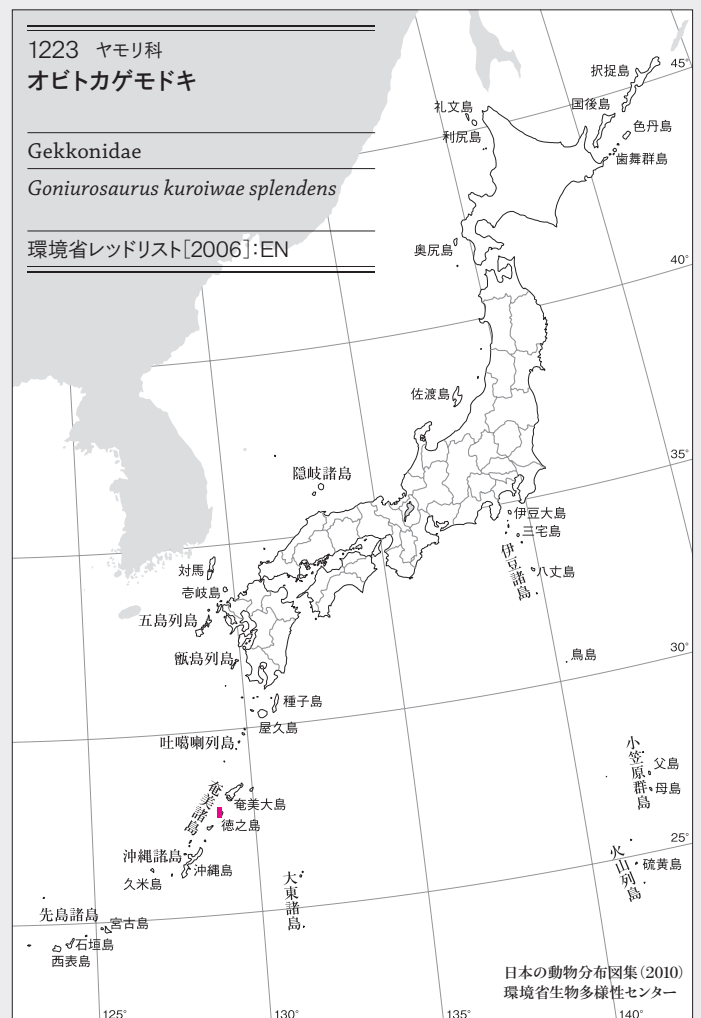 1223 ヤモリ科
オビトカゲモドキ
Gekkonidae
Goniurosaurus kuroiwae splendens
環境省レッドリスト[2006]:EN
択捉島
45°
礼文島
国後島
利尻島
色丹島
歯舞群島
奥尻島
40°
佐渡島
35°
隠岐諸島
伊豆大島
三宅島
伊豆諸島
八丈島
対馬
壱岐島
五島列島
甑島列島
鳥島
30°
種子島
屋久島
吐噶喇列島
小笠原群島
父島
母島
奄美諸島
奄美大島
徳之島
25°
沖縄諸島
沖縄島
久米島
火山列島
硫黄島
大東諸島
先島諸島
宮古島
石垣島
西表島
日本の動物分布図集(2010)
環境省生物多様性センター
125°
130°
135°
140°